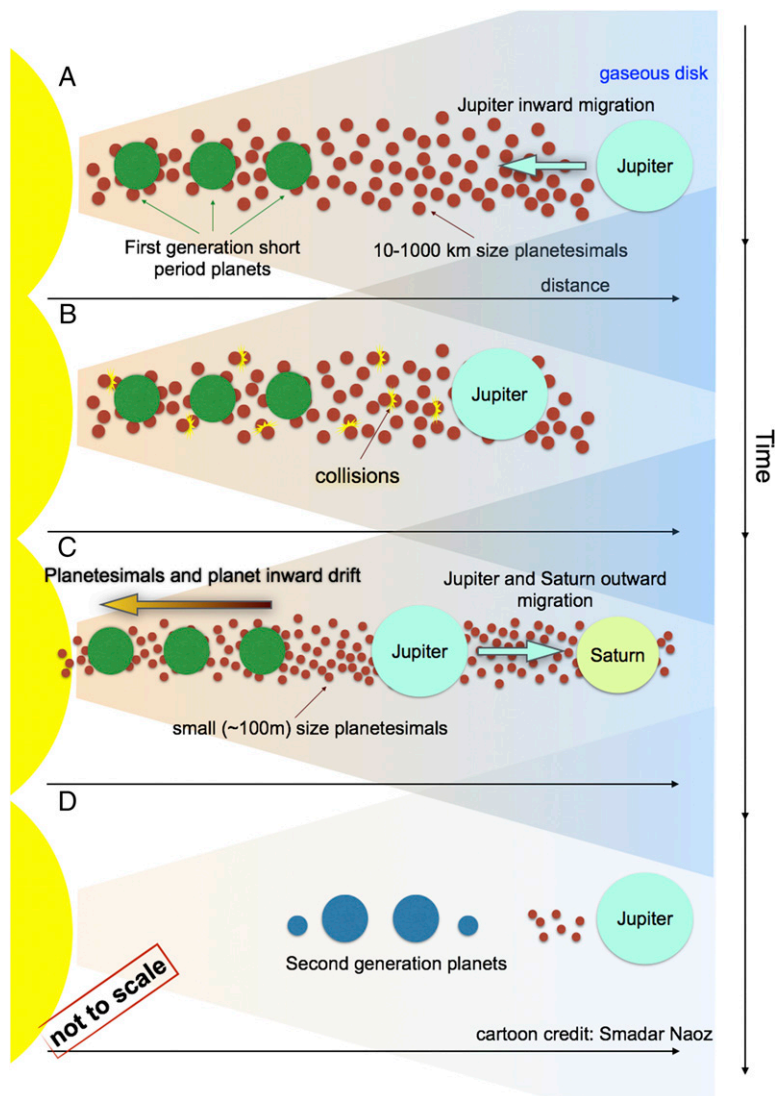 A
gaseous disk
Jupiter inward migration
Jupiter
First generation short
period planets
10-1000 km size planetesimals
distance
B
Jupiter
collisions
Time
C
Planetesimals and planet inward drift
Jupiter and Saturn outward
migration
Jupiter
Saturn
small (~100m) size planetesimals
D
Jupiter
Second generation planets
not to scale
cartoon credit: Smadar Naoz